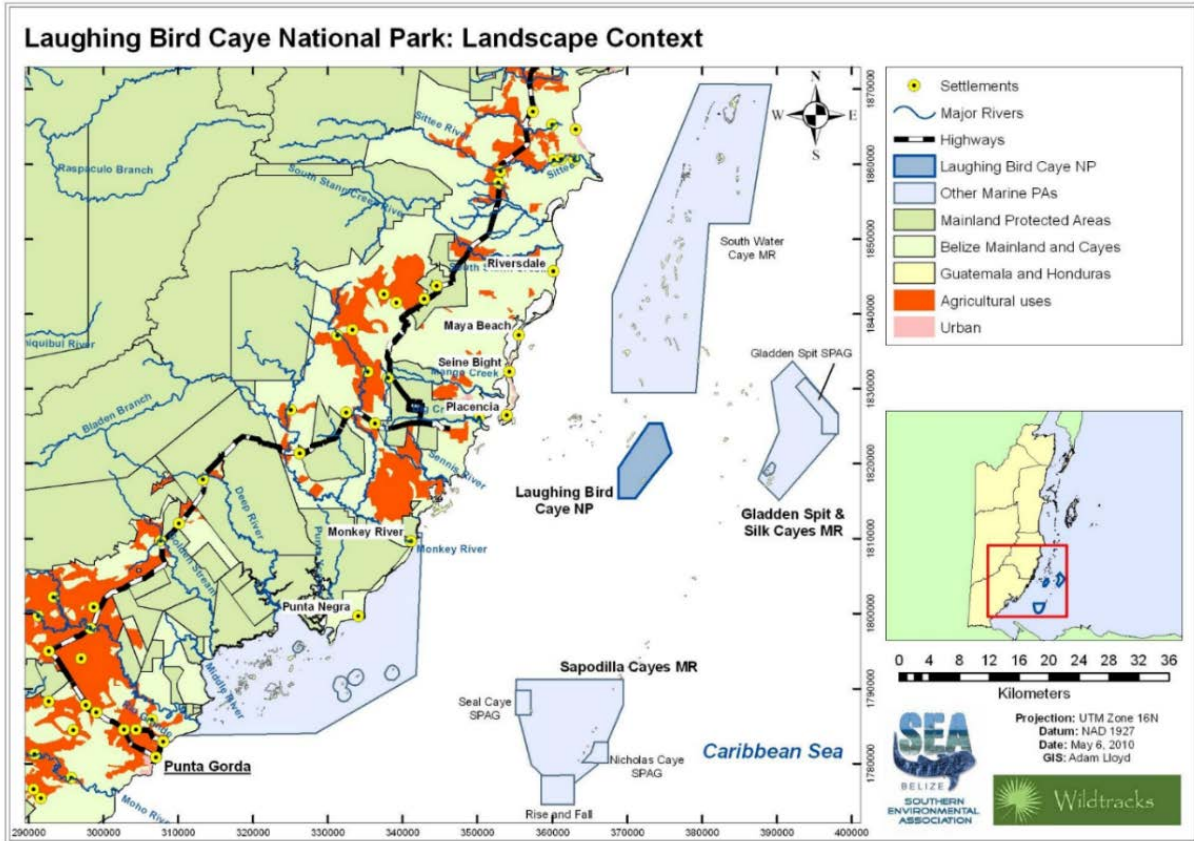 Laughing Bird Caye National Park: Landscape Context
Sittee River
Sittee
Raspaculo Branch
South Stann Creek River
Riversdale
Maya Beach
Seine Bight
Mango Creek
Placencia
Bladen Branch
Sennis River
Deep River
Monkey River
Monkey River
Punta Negra
Middle River
Punta Gorda
South Water
Caye MR
Gladden Spit SPAG
Laughing Bird
Caye NP
Gladden Spit &
Silk Cayes MR
Sapodilla Cayes MR
Seal Caye
SPAG
Nicholas Caye
SPAG
Rise and Fall
Caribbean Sea
N
W
E
S
1870000
1860000
1850000
1840000
1830000
1820000
1810000
1800000
1790000
1780000
290000
300000
310000
320000
330000
340000
350000
360000
370000
380000
390000
400000
Settlements
Major Rivers
Highways
Laughing Bird Caye NP
Other Marine PAs
Mainland Protected Areas
Belize Mainland and Cayes
Guatemala and Honduras
Agricultural uses
Urban
0 4 8 12 16 20 24 28 32 36
Kilometers
SEA
BELIZE
SOUTHERN
ENVIRONMENTAL
ASSOCIATION
Projection: UTM Zone 16N
Datum: NAD 1927
Date: May 6, 2010
GIS: Adam Lloyd
Wildtracks